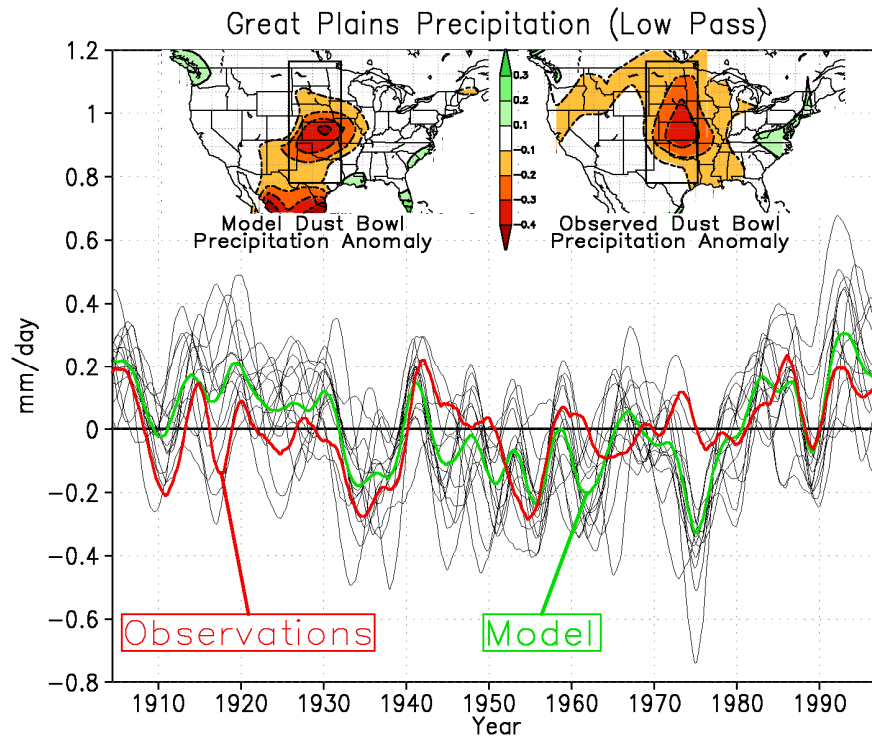 Great Plains Precipitation (Low Pass)
1.2
1
0.8
0.6
0.4
0.2
0
−0.2
−0.4
−0.6
−0.8
mm/day
0.3
0.2
0.1
−0.1
−0.2
−0.3
−0.4
Model Dust Bowl
Precipitation Anomaly
Observed Dust Bowl
Precipitation Anomaly
Observations
Model
1910 1920 1930 1940 1950 1960 1970 1980 1990
Year